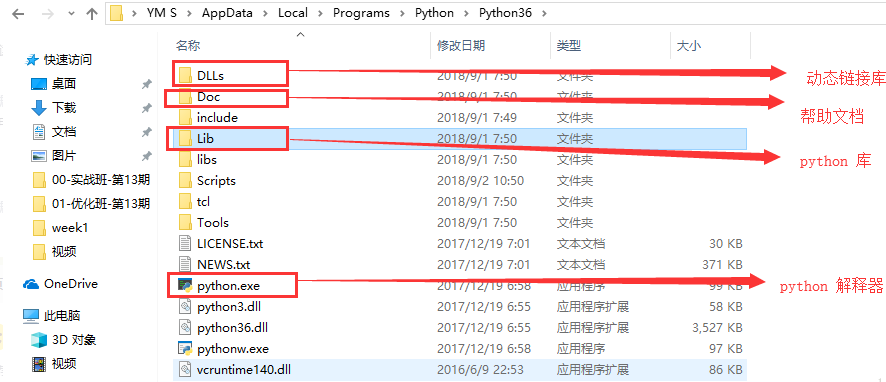 YM S > AppData > Local > Programs > Python > Python36 >
名称 修改日期 类型 大小
快速访问
桌面
下载
文档
图片
00-实战班-第13期
01-优化班-第13期
week1
视频
OneDrive
此电脑
3D 对象
视频
DLLs 2018/9/1 7:50 文件夹 动态链接库
Doc 2018/9/1 7:50 文件夹 帮助文档
include 2018/9/1 7:49 文件夹
Lib 2018/9/1 7:50 文件夹 python 库
libs 2018/9/1 7:50 文件夹
Scripts 2018/9/2 10:50 文件夹
tcl 2018/9/1 7:50 文件夹
Tools 2018/9/1 7:50 文件夹
LICENSE.txt 2017/12/19 7:01 文本文档 30 KB
NEWS.txt 2017/12/19 7:01 文本文档 371 KB
python.exe 2017/12/19 6:58 应用程序 99 KB python 解释器
python3.dll 2017/12/19 6:55 应用程序扩展 58 KB
python36.dll 2017/12/19 6:55 应用程序扩展 3,527 KB
pythonw.exe 2017/12/19 6:58 应用程序 97 KB
vcruntime140.dll 2016/6/9 22:53 应用程序扩展 86 KB